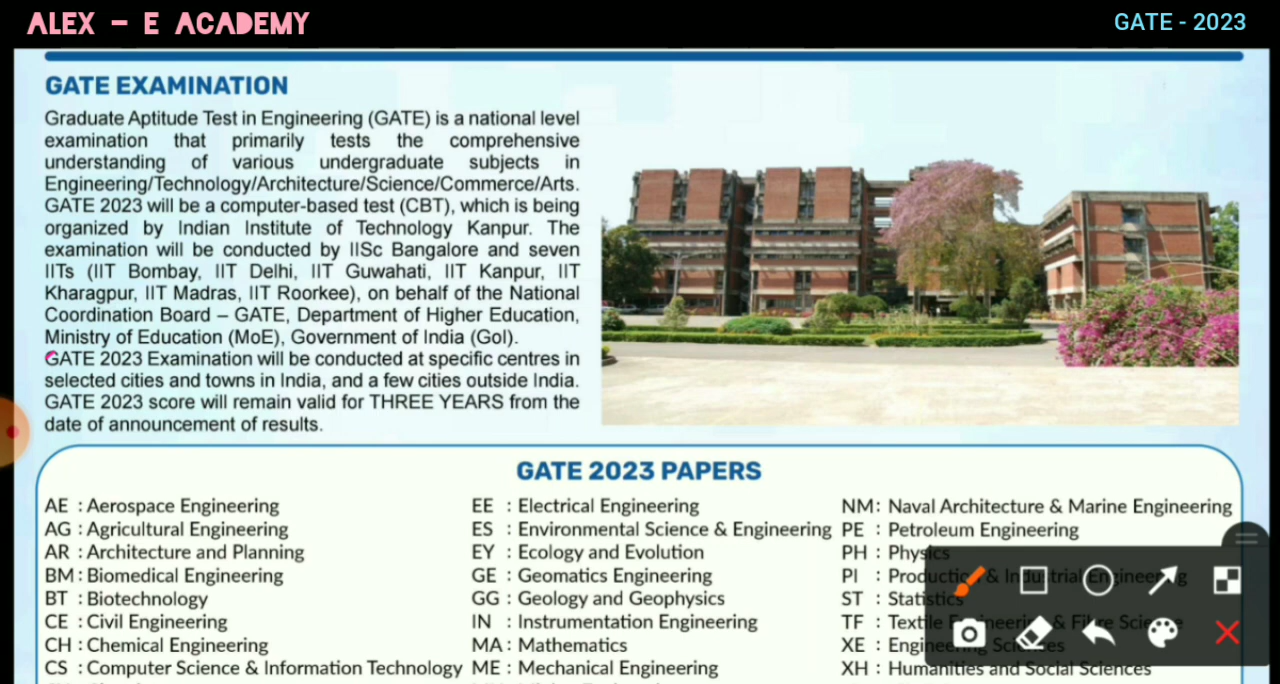 ALEX - E ACADEMY
GATE - 2023
GATE EXAMINATION
Graduate Aptitude Test in Engineering (GATE) is a national level
examination that primarily tests the comprehensive
understanding of various undergraduate subjects in
Engineering/Technology/Architecture/Science/Commerce/Arts.
GATE 2023 will be a computer-based test (CBT), which is being
organized by Indian Institute of Technology Kanpur. The
examination will be conducted by IISc Bangalore and seven
IITs (IIT Bombay, IIT Delhi, IIT Guwahati, IIT Kanpur, IIT
Kharagpur, IIT Madras, IIT Roorkee), on behalf of the National
Coordination Board – GATE, Department of Higher Education,
Ministry of Education (MoE), Government of India (GoI).
GATE 2023 Examination will be conducted at specific centres in
selected cities and towns in India, and a few cities outside India.
GATE 2023 score will remain valid for THREE YEARS from the
date of announcement of results.
GATE 2023 PAPERS
AE : Aerospace Engineering
AG : Agricultural Engineering
AR : Architecture and Planning
BM : Biomedical Engineering
BT : Biotechnology
CE : Civil Engineering
CH : Chemical Engineering
CS : Computer Science & Information Technology
EE : Electrical Engineering
ES : Environmental Science & Engineering
EY : Ecology and Evolution
GE : Geomatics Engineering
GG : Geology and Geophysics
IN : Instrumentation Engineering
MA : Mathematics
ME : Mechanical Engineering
NM : Naval Architecture & Marine Engineering
PE : Petroleum Engineering
PH : Physics
PI : Production & Industrial Engineering
ST : Statistics
TF : Textile Engineering & Fibre Science
XE : Engineering Sciences
XH : Humanities and Social Sciences